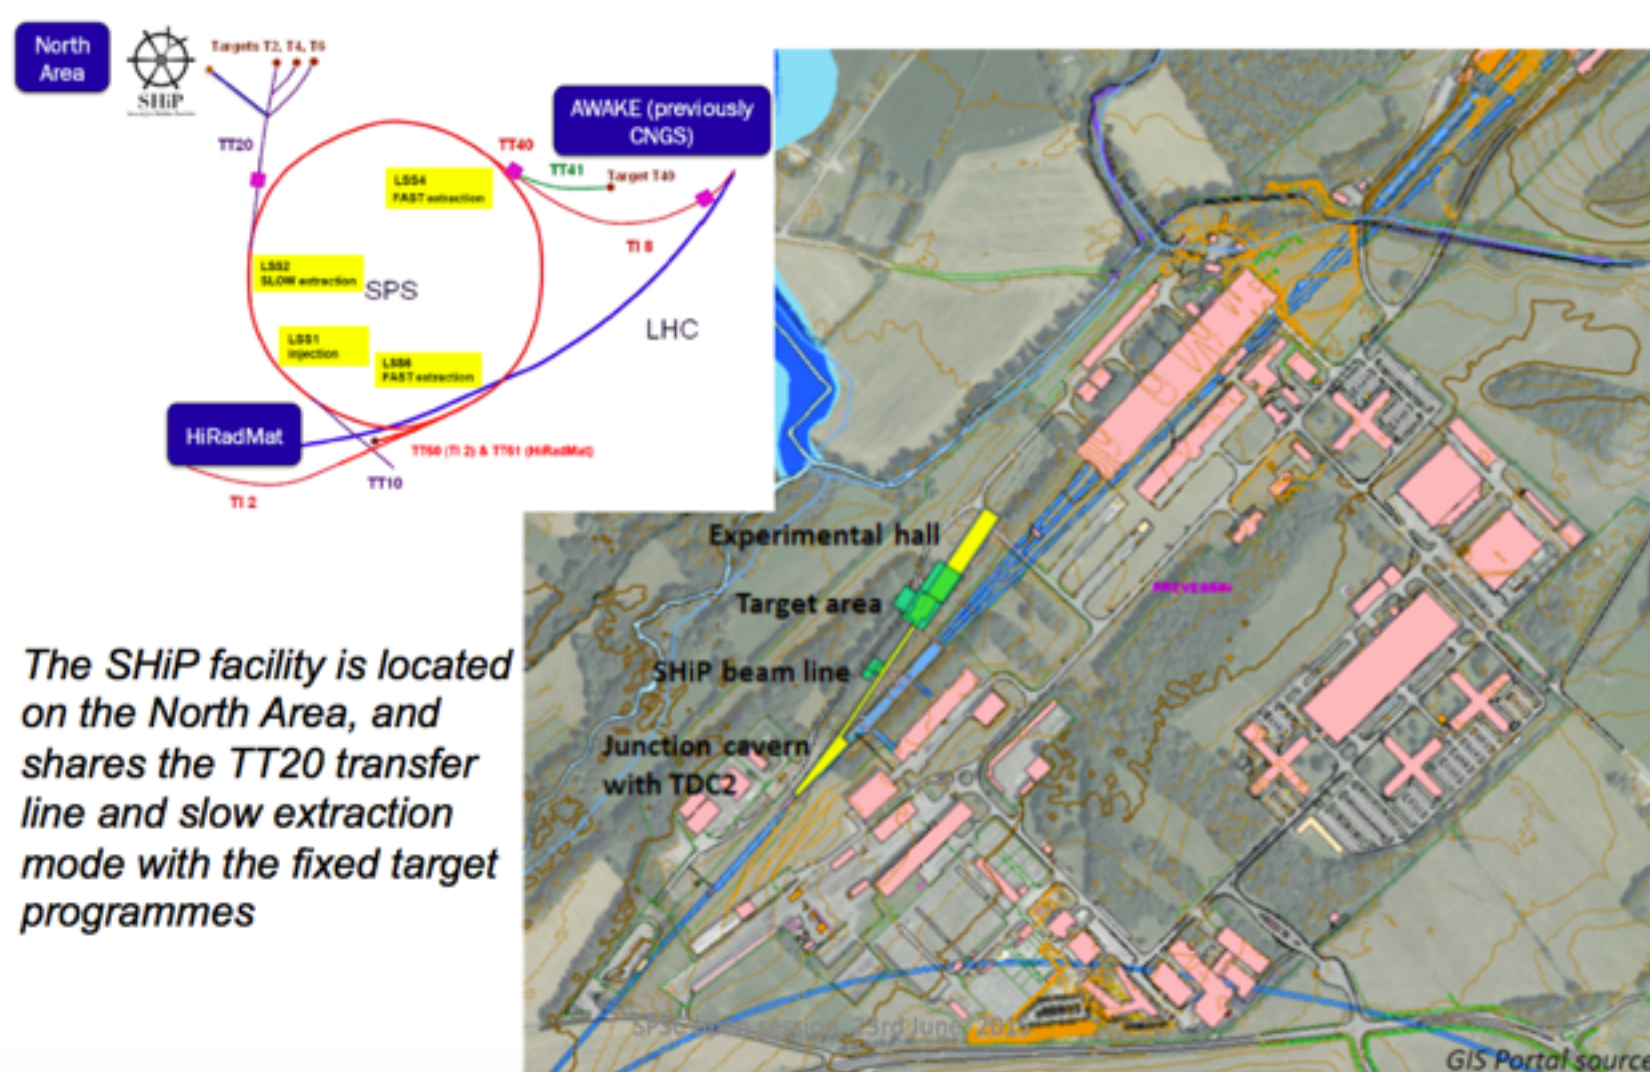 North
Area
SHiP
Targets T2, T4, T6
AWAKE (previously
CNGS)
TT20
TT40
TT41
Target T40
LSS4
FAST extraction
TI 8
LSS2
SLOW extraction
SPS
LHC
LSS1
injection
LSS6
FAST extraction
HiRadMat
TT60 (TI 2) & TT61 (HiRadMat)
TT10
TI 2
Experimental hall
Target area
SHiP beam line
Junction cavern
with TDC2
PREVESSIN
The SHiP facility is located
on the North Area, and
shares the TT20 transfer
line and slow extraction
mode with the fixed target
programmes
session, 23rd June,
GIS Portal source